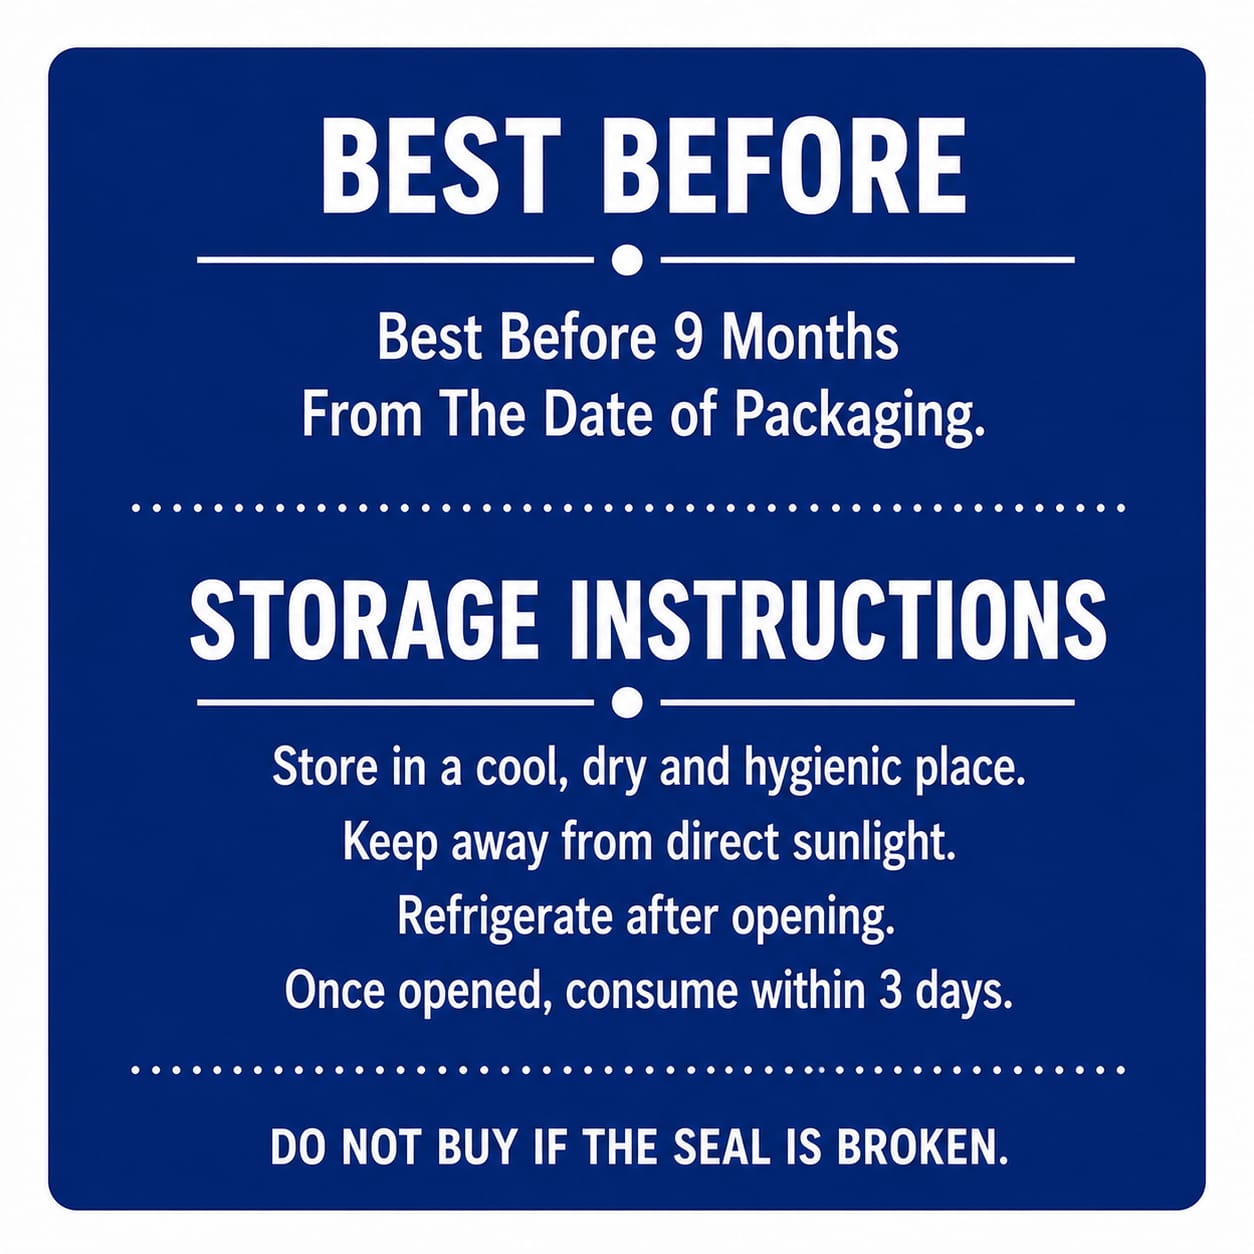 BEST BEFORE
Best Before 9 Months
From The Date of Packaging.
STORAGE INSTRUCTIONS
Store in a cool, dry and hygienic place.
Keep away from direct sunlight.
Refrigerate after opening.
Once opened, consume within 3 days.
DO NOT BUY IF THE SEAL IS BROKEN.